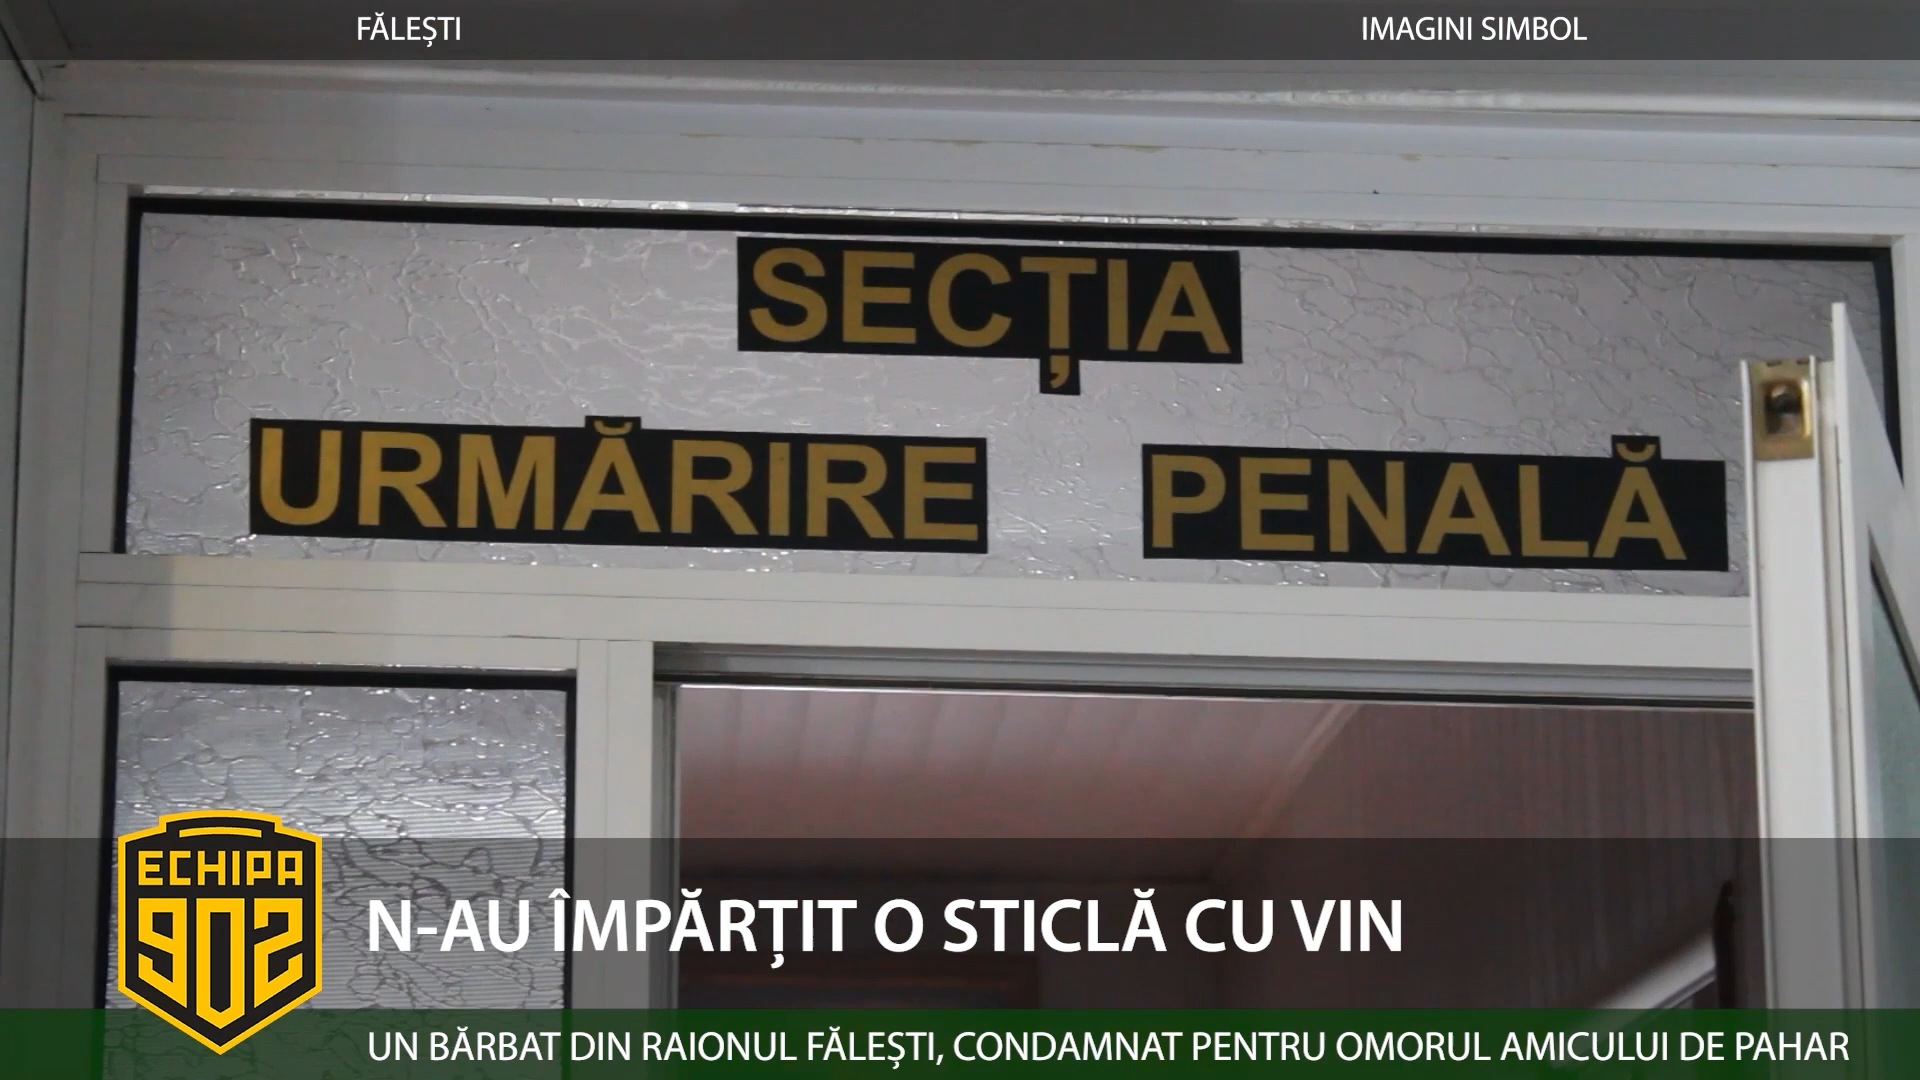 FĂLEȘTI
IMAGINI SIMBOL
SECȚIA
URMĂRIRE PENALĂ
ECHIPA
902
N-AU ÎMPĂRȚIT O STICLĂ CU VIN
UN BĂRBAT DIN RAIONUL FĂLEȘTI, CONDAMNAT PENTRU OMORUL AMICULUI DE PAHAR